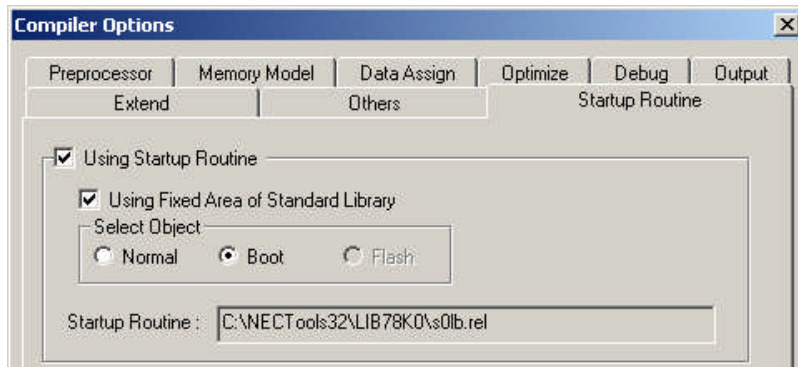 Compiler Options
Preprocessor Memory Model Data Assign Optimize Debug Output
Extend Others Startup Routine
Using Startup Routine
Using Fixed Area of Standard Library
Select Object
Normal Boot Flash
Startup Routine : C:\NECTools32\LIB78K0\s0lb.rel